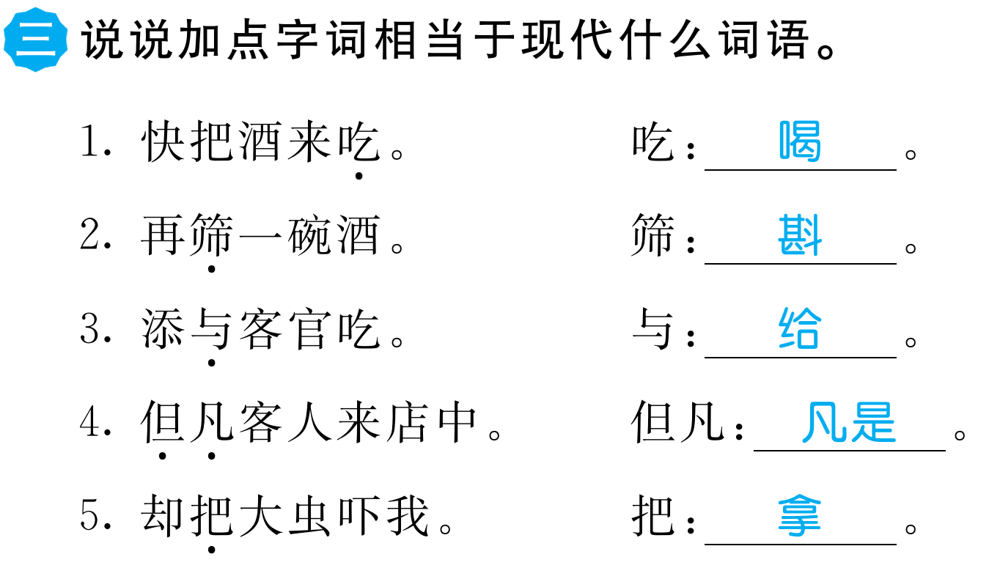 三 说说加点字词相当于现代什么词语。
1. 快把酒来吃。 吃：喝。
2. 再筛一碗酒。 筛：斟。
3. 添与客官吃。 与：给。
4. 但凡客人来店中。 但凡：凡是。
5. 却把大虫吓我。 把：拿。